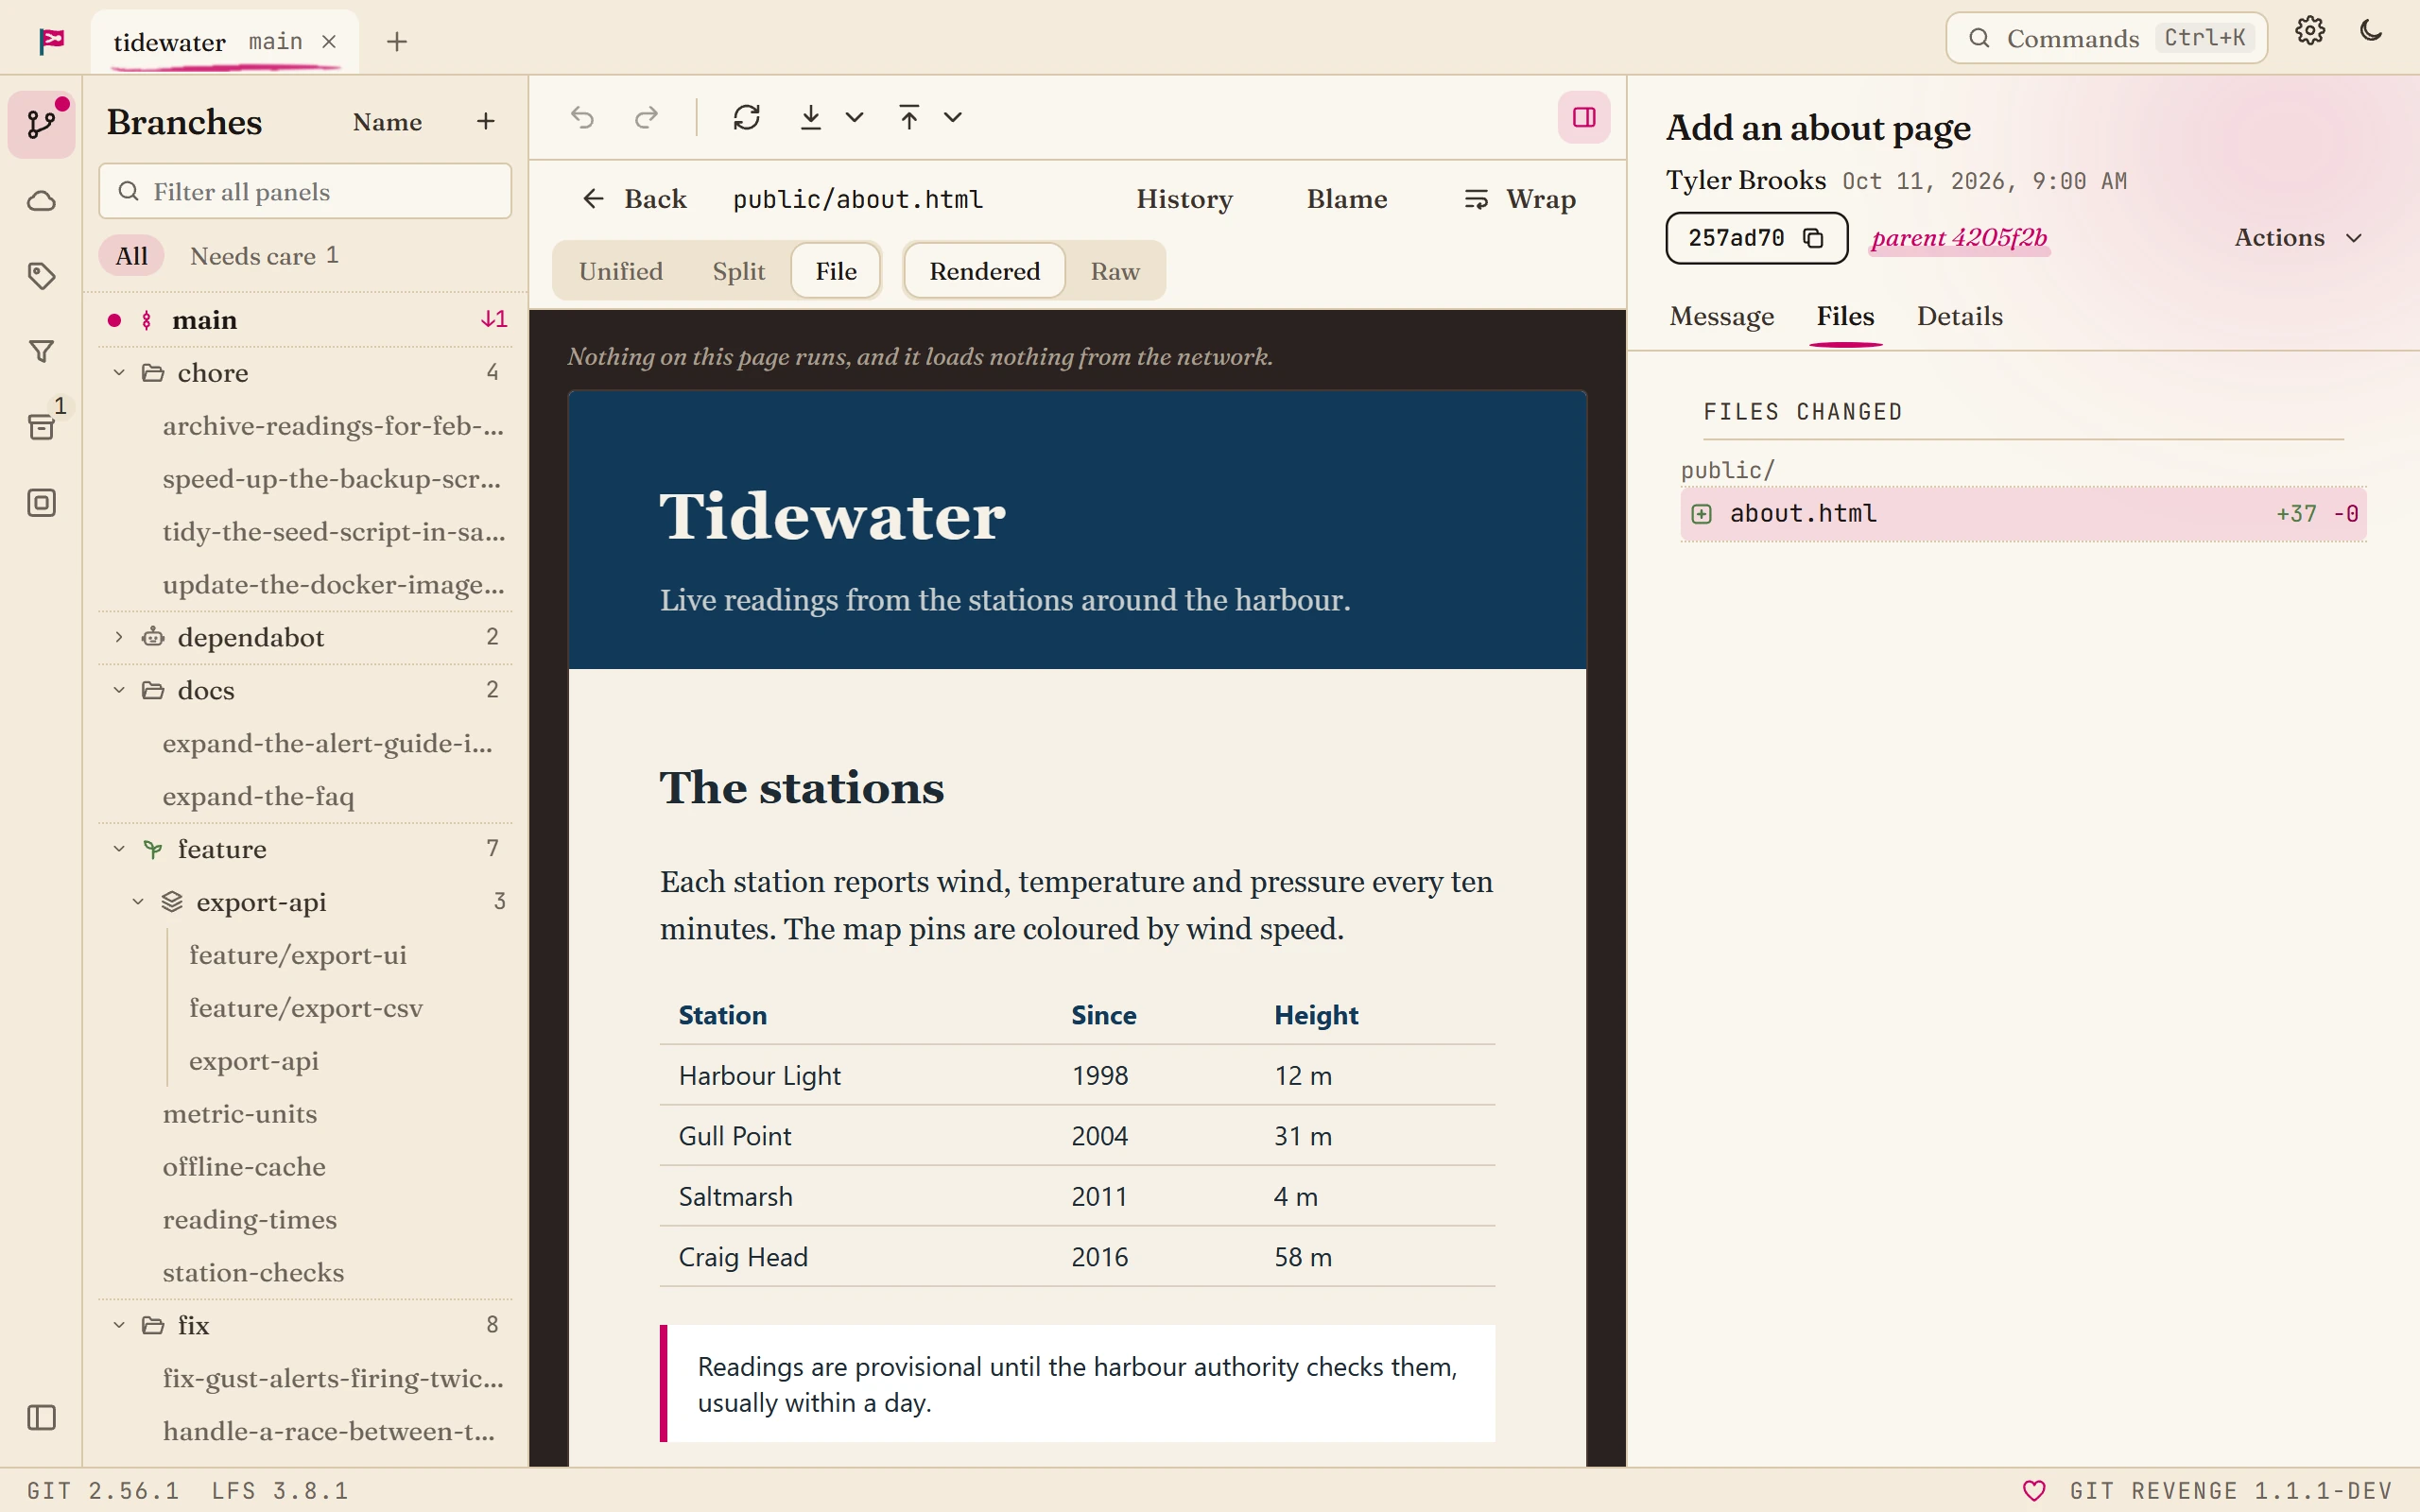 tidewater main
Commands Ctrl+K
Branches Name
Filter all panels
All Needs care 1
main ↓1
chore 4
archive-readings-for-feb-...
speed-up-the-backup-scr...
tidy-the-seed-script-in-sa...
update-the-docker-image...
dependabot 2
docs 2
expand-the-alert-guide-i...
expand-the-faq
feature 7
export-api 3
feature/export-ui
feature/export-csv
export-api
metric-units
offline-cache
reading-times
station-checks
fix 8
fix-gust-alerts-firing-twic...
handle-a-race-between-t...
1
Back public/about.html History Blame Wrap
Unified Split File Rendered Raw
Nothing on this page runs, and it loads nothing from the network.
Tidewater
Live readings from the stations around the harbour.
The stations
Each station reports wind, temperature and pressure every ten
minutes. The map pins are coloured by wind speed.
Station Since Height
Harbour Light 1998 12 m
Gull Point 2004 31 m
Saltmarsh 2011 4 m
Craig Head 2016 58 m
Readings are provisional until the harbour authority checks them,
usually within a day.
Add an about page
Tyler Brooks Oct 11, 2026, 9:00 AM
257ad70 parent 4205f2b Actions
Message Files Details
FILES CHANGED
public/
about.html +37 -0
GIT 2.56.1 LFS 3.8.1
GIT REVENGE 1.1.1-DEV